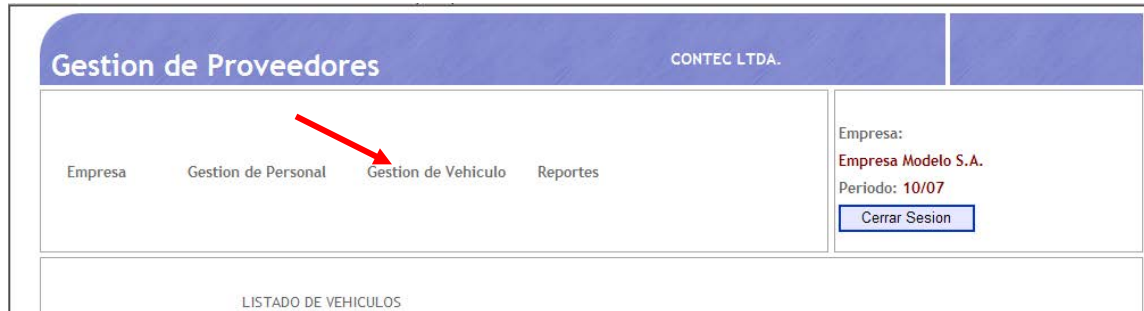 Gestion de Proveedores
CONTEC LTDA.
Empresa
Gestion de Personal
Gestion de Vehiculo
Reportes
Empresa:
Empresa Modelo S.A.
Periodo: 10/07
Cerrar Sesion
LISTADO DE VEHICULOS